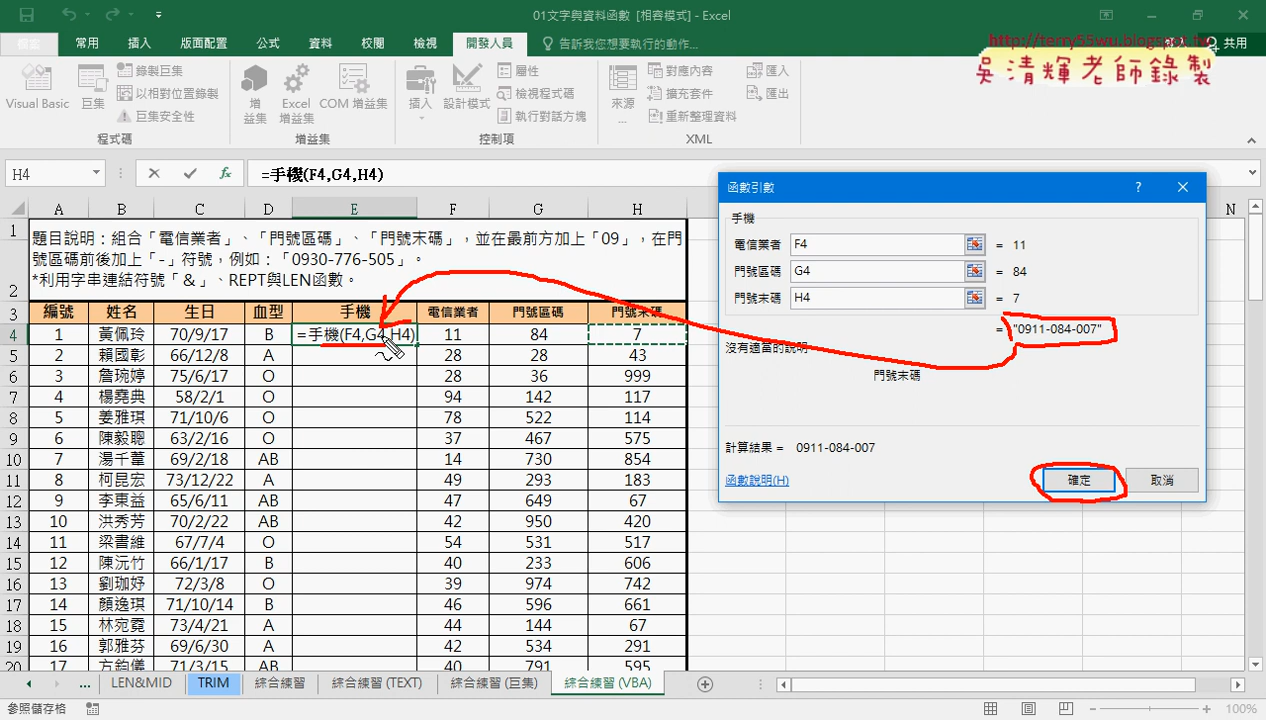 01文字與資料函數 [相容模式] - Excel
http://terry55wu.blogspot.tw
吳清輝老師錄製
檔案 常用 插入 版面配置 公式 資料 校閱 檢視 開發人員 告訴我您想要執行的動作... 共用
Visual Basic 巨集 錄製巨集 以相對位置錄製 巨集安全性 程式碼
增益集 Excel 增益集 COM 增益集 增益集
插入 設計模式 屬性 檢視程式碼 執行對話方塊 控制項
來源... 對應內容 擴充套件 重新整理資料 匯入 匯出 XML
H4 fx =手機(F4,G4,H4)
A B C D E F G H N
1 題目說明：組合「電信業者」、「門號區碼」、「門號末碼」，並在最前方加上「09」，在門
號區碼前後加上「-」符號，例如：「0930-776-505」。
2 *利用字串連結符號「&」、REPT與LEN函數。
3 編號 姓名 生日 血型 手機 電信業者 門號區碼 門號末碼
4 1 黃佩玲 70/9/17 B =手機(F4,G4,H4) 11 84 7
5 2 賴國彰 66/12/8 A 28 28 43
6 3 詹琬婷 75/6/17 O 28 36 999
7 4 楊堯典 58/2/1 O 94 142 117
8 5 姜雅琪 71/10/6 O 78 522 114
9 6 陳毅聰 63/2/16 O 37 467 575
10 7 湯千葦 69/2/18 AB 14 730 854
11 8 柯昆宏 73/12/22 A 49 293 183
12 9 李東益 65/6/11 AB 47 649 67
13 10 洪秀芳 70/2/22 AB 42 950 420
14 11 梁書維 67/7/4 O 54 531 517
15 12 陳沅竹 66/1/17 B 40 233 606
16 13 劉珈妤 72/3/8 O 39 974 742
17 14 顏逸琪 71/10/14 B 46 596 661
18 15 林宛霓 73/4/21 A 44 144 67
19 16 郭雅芬 69/6/30 A 42 534 291
20 17 方鈞儀 71/3/15 AB 40 791 595
函數引數 ?
手機
電信業者 F4 = 11
門號區碼 G4 = 84
門號末碼 H4 = 7
= "0911-084-007"
沒有適當的說明
門號末碼
計算結果 = 0911-084-007
函數說明(H) 確定 取消
... LEN&MID TRIM 綜合練習 綜合練習 (TEXT) 綜合練習 (巨集) 綜合練習 (VBA)
參照儲存格 100%